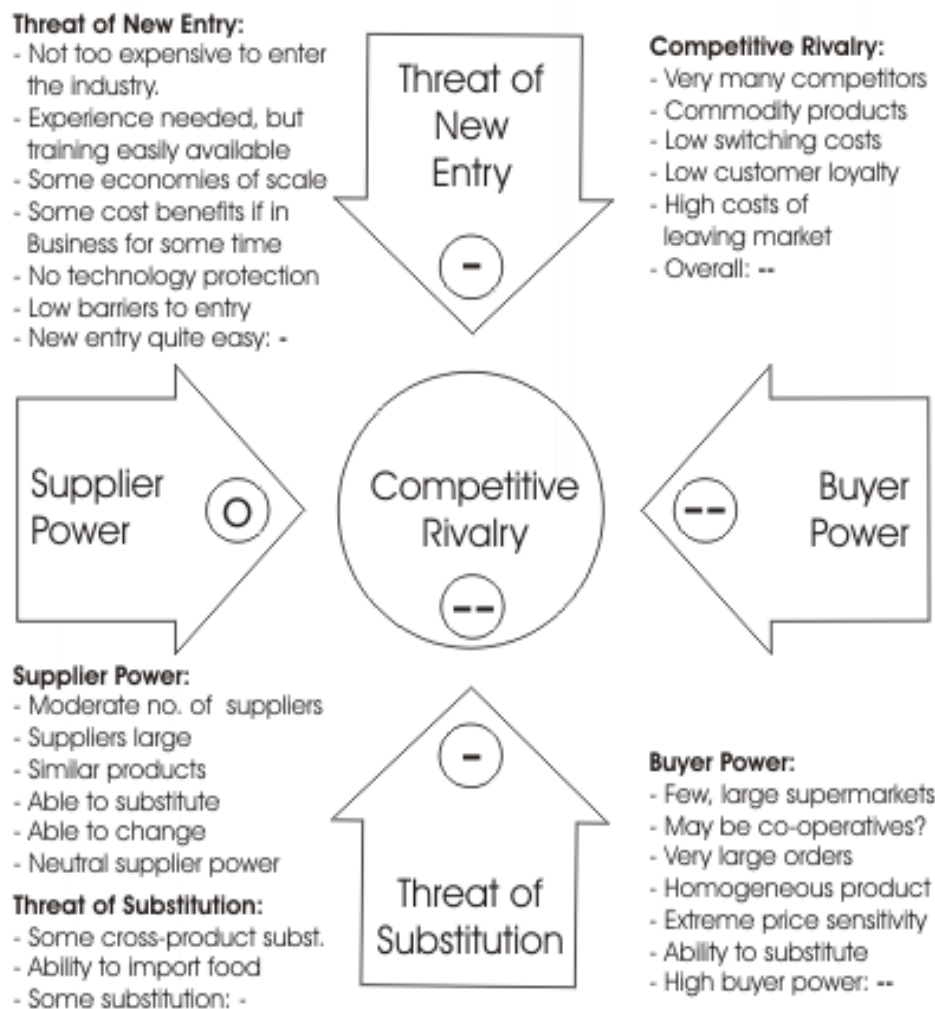 Threat of New Entry:
- Not too expensive to enter
the industry.
- Experience needed, but
training easily available
- Some economies of scale
- Some cost benefits if in
Business for some time
- No technology protection
- Low barriers to entry
- New entry quite easy: -
Threat of
New
Entry
-
Competitive Rivalry:
- Very many competitors
- Commodity products
- Low switching costs
- Low customer loyalty
- High costs of
leaving market
- Overall: --
Supplier
Power
O
Competitive
Rivalry
--
--
Buyer
Power
Supplier Power:
- Moderate no. of suppliers
- Suppliers large
- Similar products
- Able to substitute
- Able to change
- Neutral supplier power
Threat of Substitution:
- Some cross-product subst.
- Ability to import food
- Some substitution: -
-
Threat of
Substitution
Buyer Power:
- Few, large supermarkets
- May be co-operatives?
- Very large orders
- Homogeneous product
- Extreme price sensitivity
- Ability to substitute
- High buyer power: --